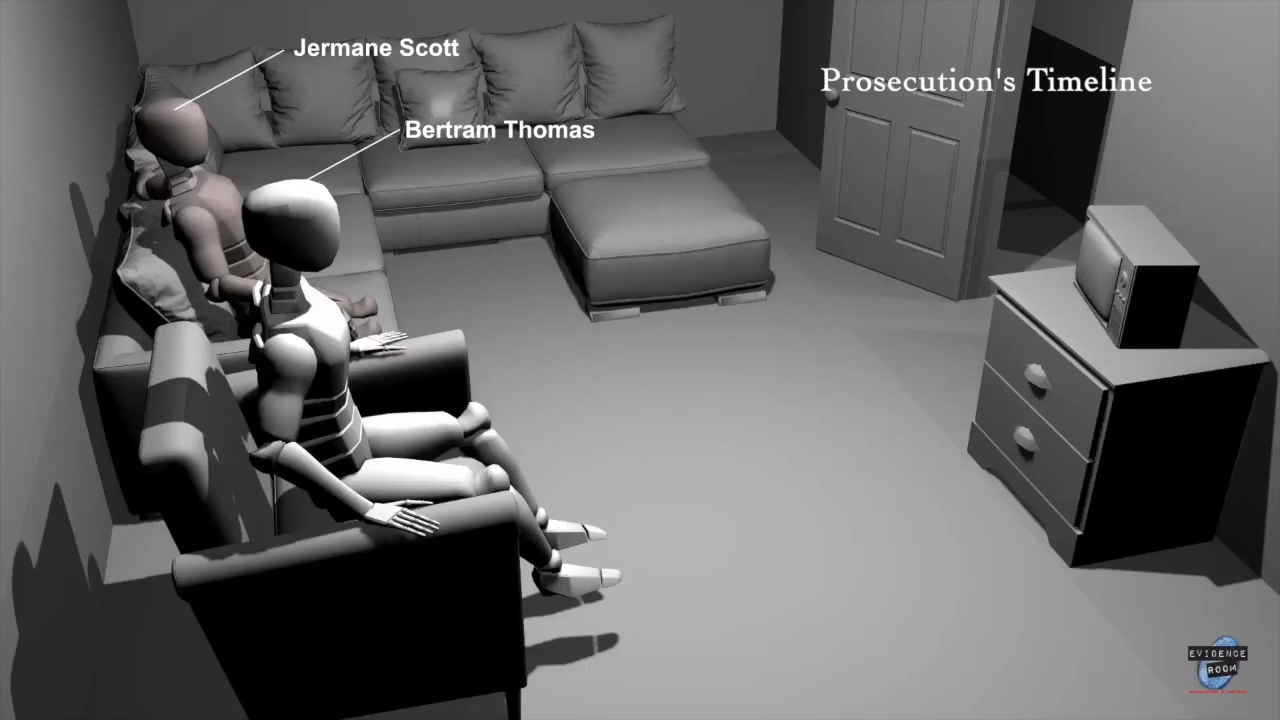 Jermane Scott
Prosecution's Timeline
Bertram Thomas
EVIDENCE
ROOM